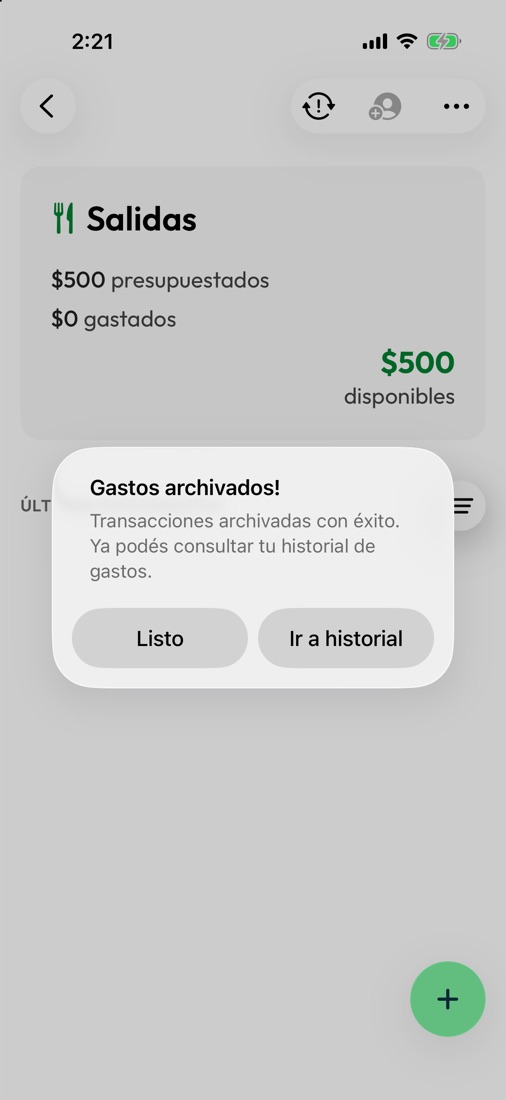 2:21
Salidas
$500 presupuestados
$0 gastados
$500
disponibles
ÚLT
Gastos archivados!
Transacciones archivadas con éxito.
Ya podés consultar tu historial de
gastos.
Listo
Ir a historial